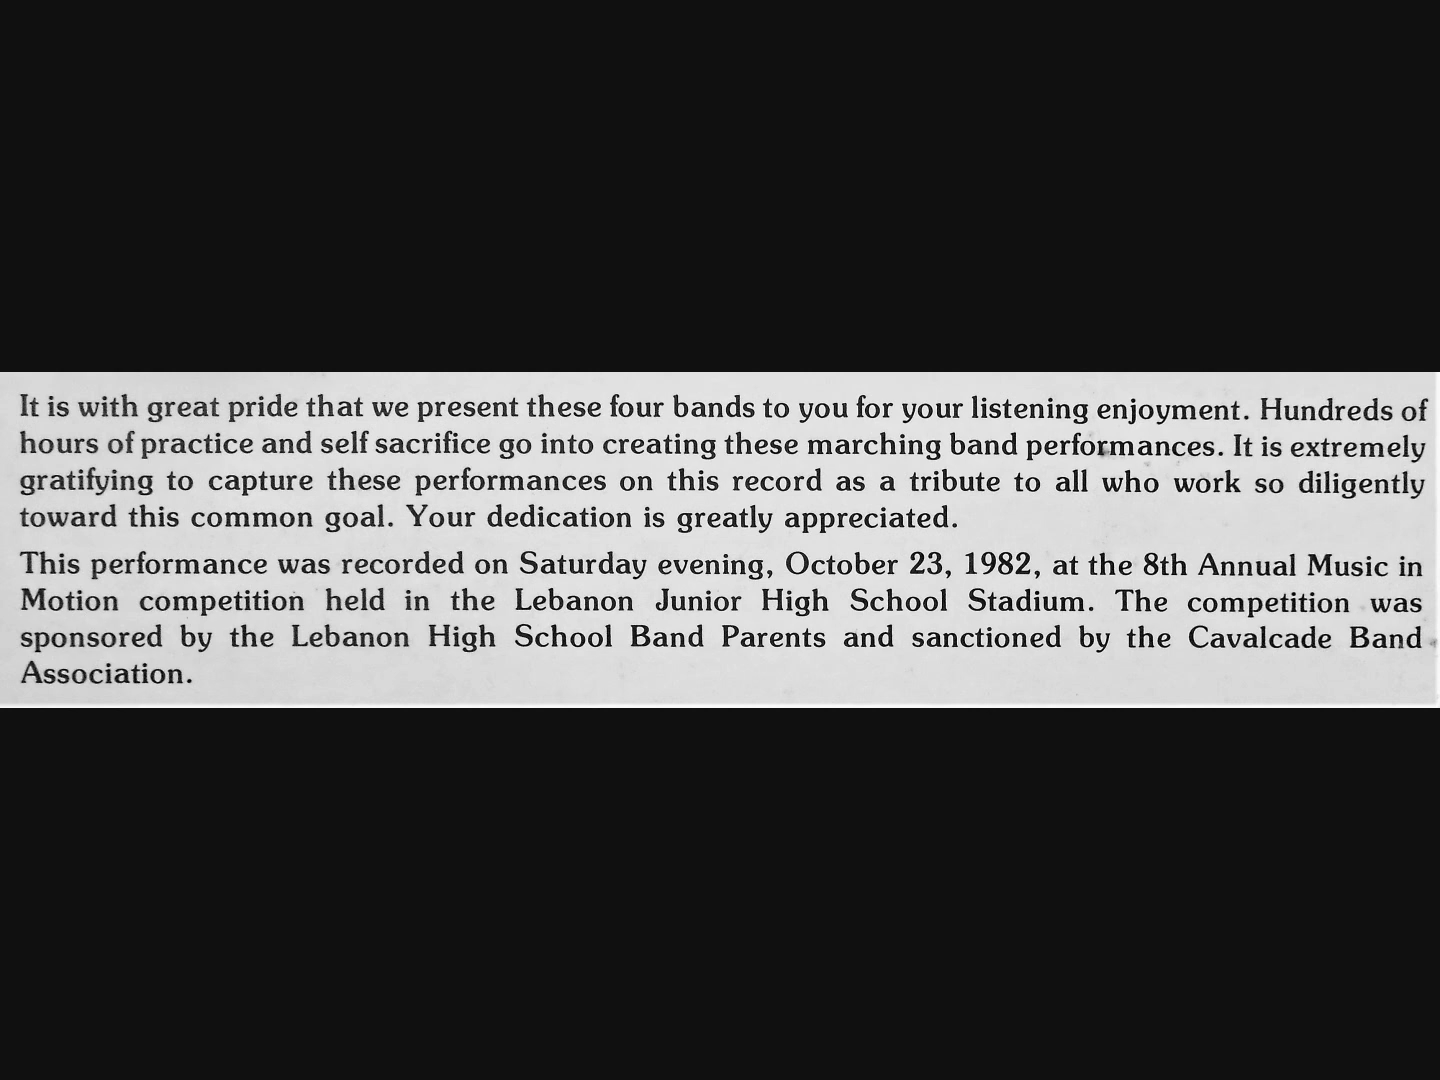 It is with great pride that we present these four bands to you for your listening enjoyment. Hundreds of
hours of practice and self sacrifice go into creating these marching band performances. It is extremely
gratifying to capture these performances on this record as a tribute to all who work so diligently
toward this common goal. Your dedication is greatly appreciated.
This performance was recorded on Saturday evening, October 23, 1982, at the 8th Annual Music in
Motion competition held in the Lebanon Junior High School Stadium. The competition was
sponsored by the Lebanon High School Band Parents and sanctioned by the Cavalcade Band
Association.